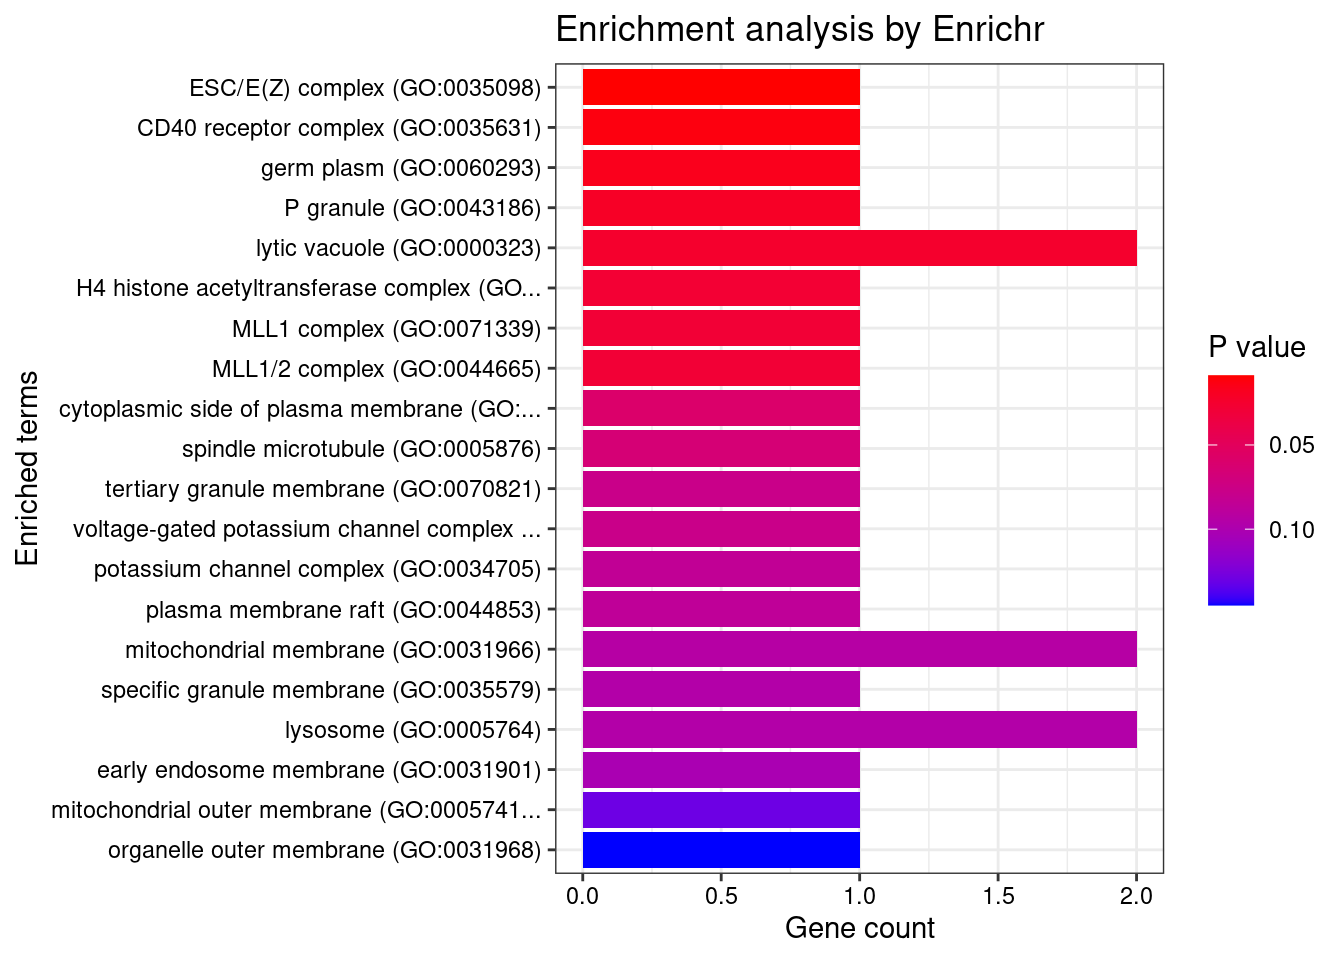 Enrichment analysis by Enrichr
ESC/E(Z) complex (GO:0035098)
CD40 receptor complex (GO:0035631)
germ plasm (GO:0060293)
P granule (GO:0043186)
lytic vacuole (GO:0000323)
H4 histone acetyltransferase complex (GO...
MLL1 complex (GO:0071339)
MLL1/2 complex (GO:0044665)
cytoplasmic side of plasma membrane (GO:...
spindle microtubule (GO:0005876)
tertiary granule membrane (GO:0070821)
voltage-gated potassium channel complex ...
potassium channel complex (GO:0034705)
plasma membrane raft (GO:0044853)
mitochondrial membrane (GO:0031966)
specific granule membrane (GO:0035579)
lysosome (GO:0005764)
early endosome membrane (GO:0031901)
mitochondrial outer membrane (GO:0005741...
organelle outer membrane (GO:0031968)
Enriched terms
0.0 0.5 1.0 1.5 2.0
Gene count
P value
0.05
0.10